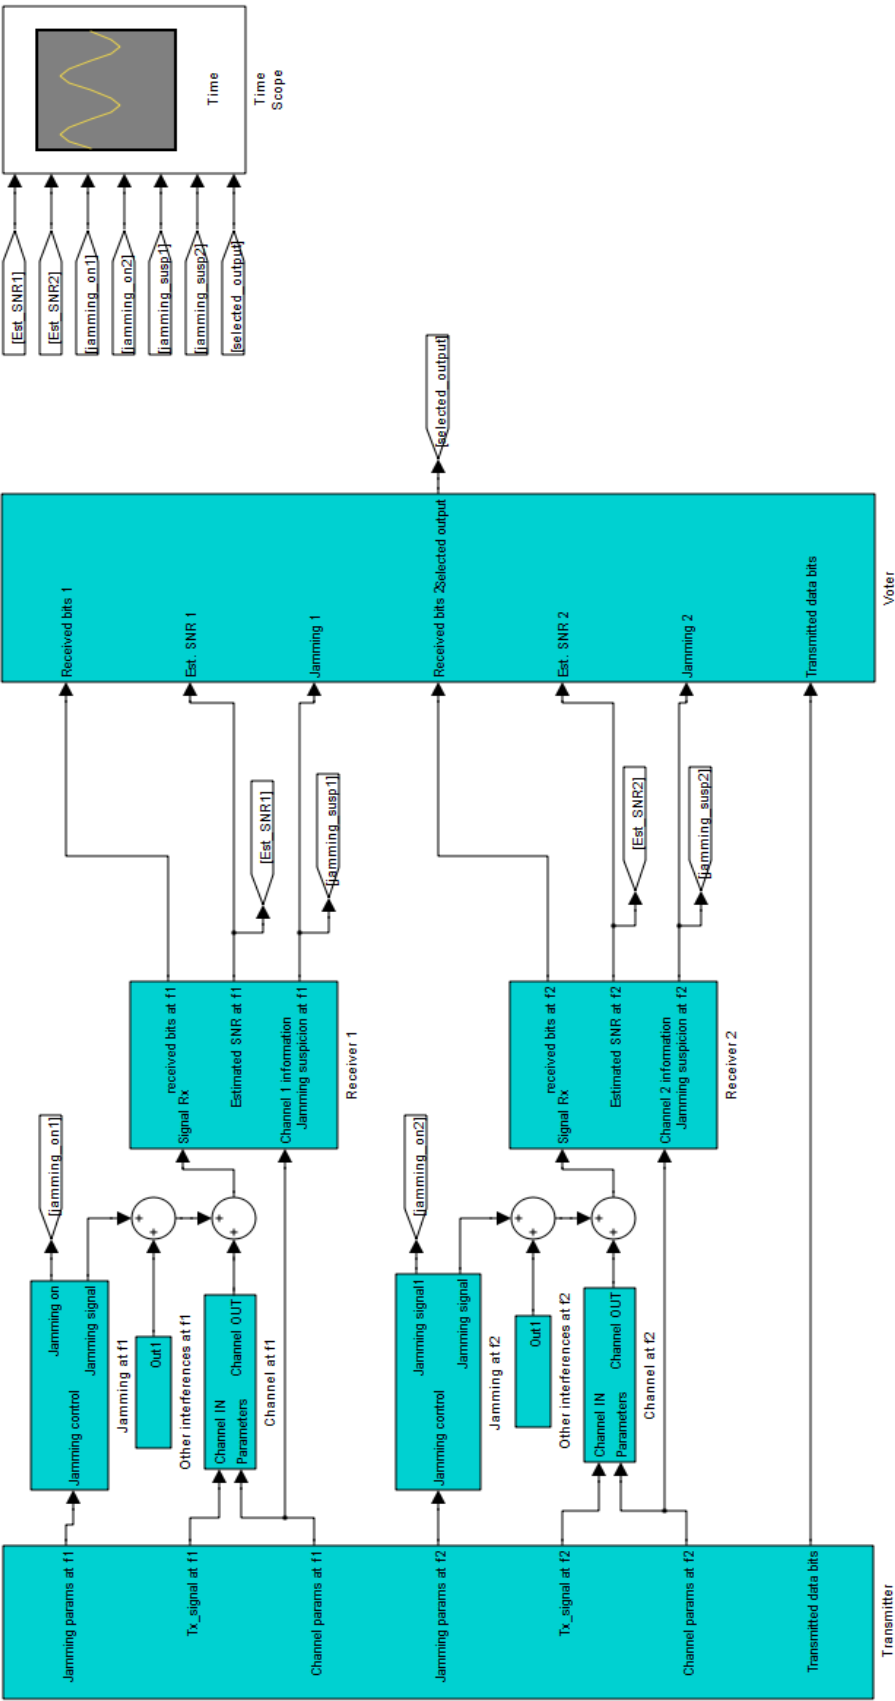 Jamming params at f1
Tx_signal at f1
Channel params at f1
Jamming params at f2
Tx_signal at f2
Channel params at f2
Transmitted data bits
Transmitter
Jamming control
Jamming on
Jamming signal
Jamming at f1
[jamming_on1]
Out1
Other interferences at f1
Channel IN
Parameters
Channel OUT
Channel at f1
+
+
+
+
Signal Rx
Channel 1 information
received bits at f1
Estimated SNR at f1
Jamming suspicion at f1
Receiver 1
[Est_SNR1]
[jamming_susp1]
Jamming control
Jamming signal1
Jamming signal
Jamming at f2
[jamming_on2]
Out1
Other interferences at f2
Channel IN
Parameters
Channel OUT
Channel at f2
+
+
+
+
Signal Rx
Channel 2 information
received bits at f2
Estimated SNR at f2
Jamming suspicion at f2
Receiver 2
[Est_SNR2]
[jamming_susp2]
Received bits 1
Est. SNR 1
Jamming 1
Received bits 2
Est. SNR 2
Jamming 2
Transmitted data bits
Selected output
Voter
[selected_output]
[Est_SNR1]
[Est_SNR2]
[jamming_on1]
[jamming_on2]
[jamming_susp1]
[jamming_susp2]
[selected_output]
Time
Time
Scope